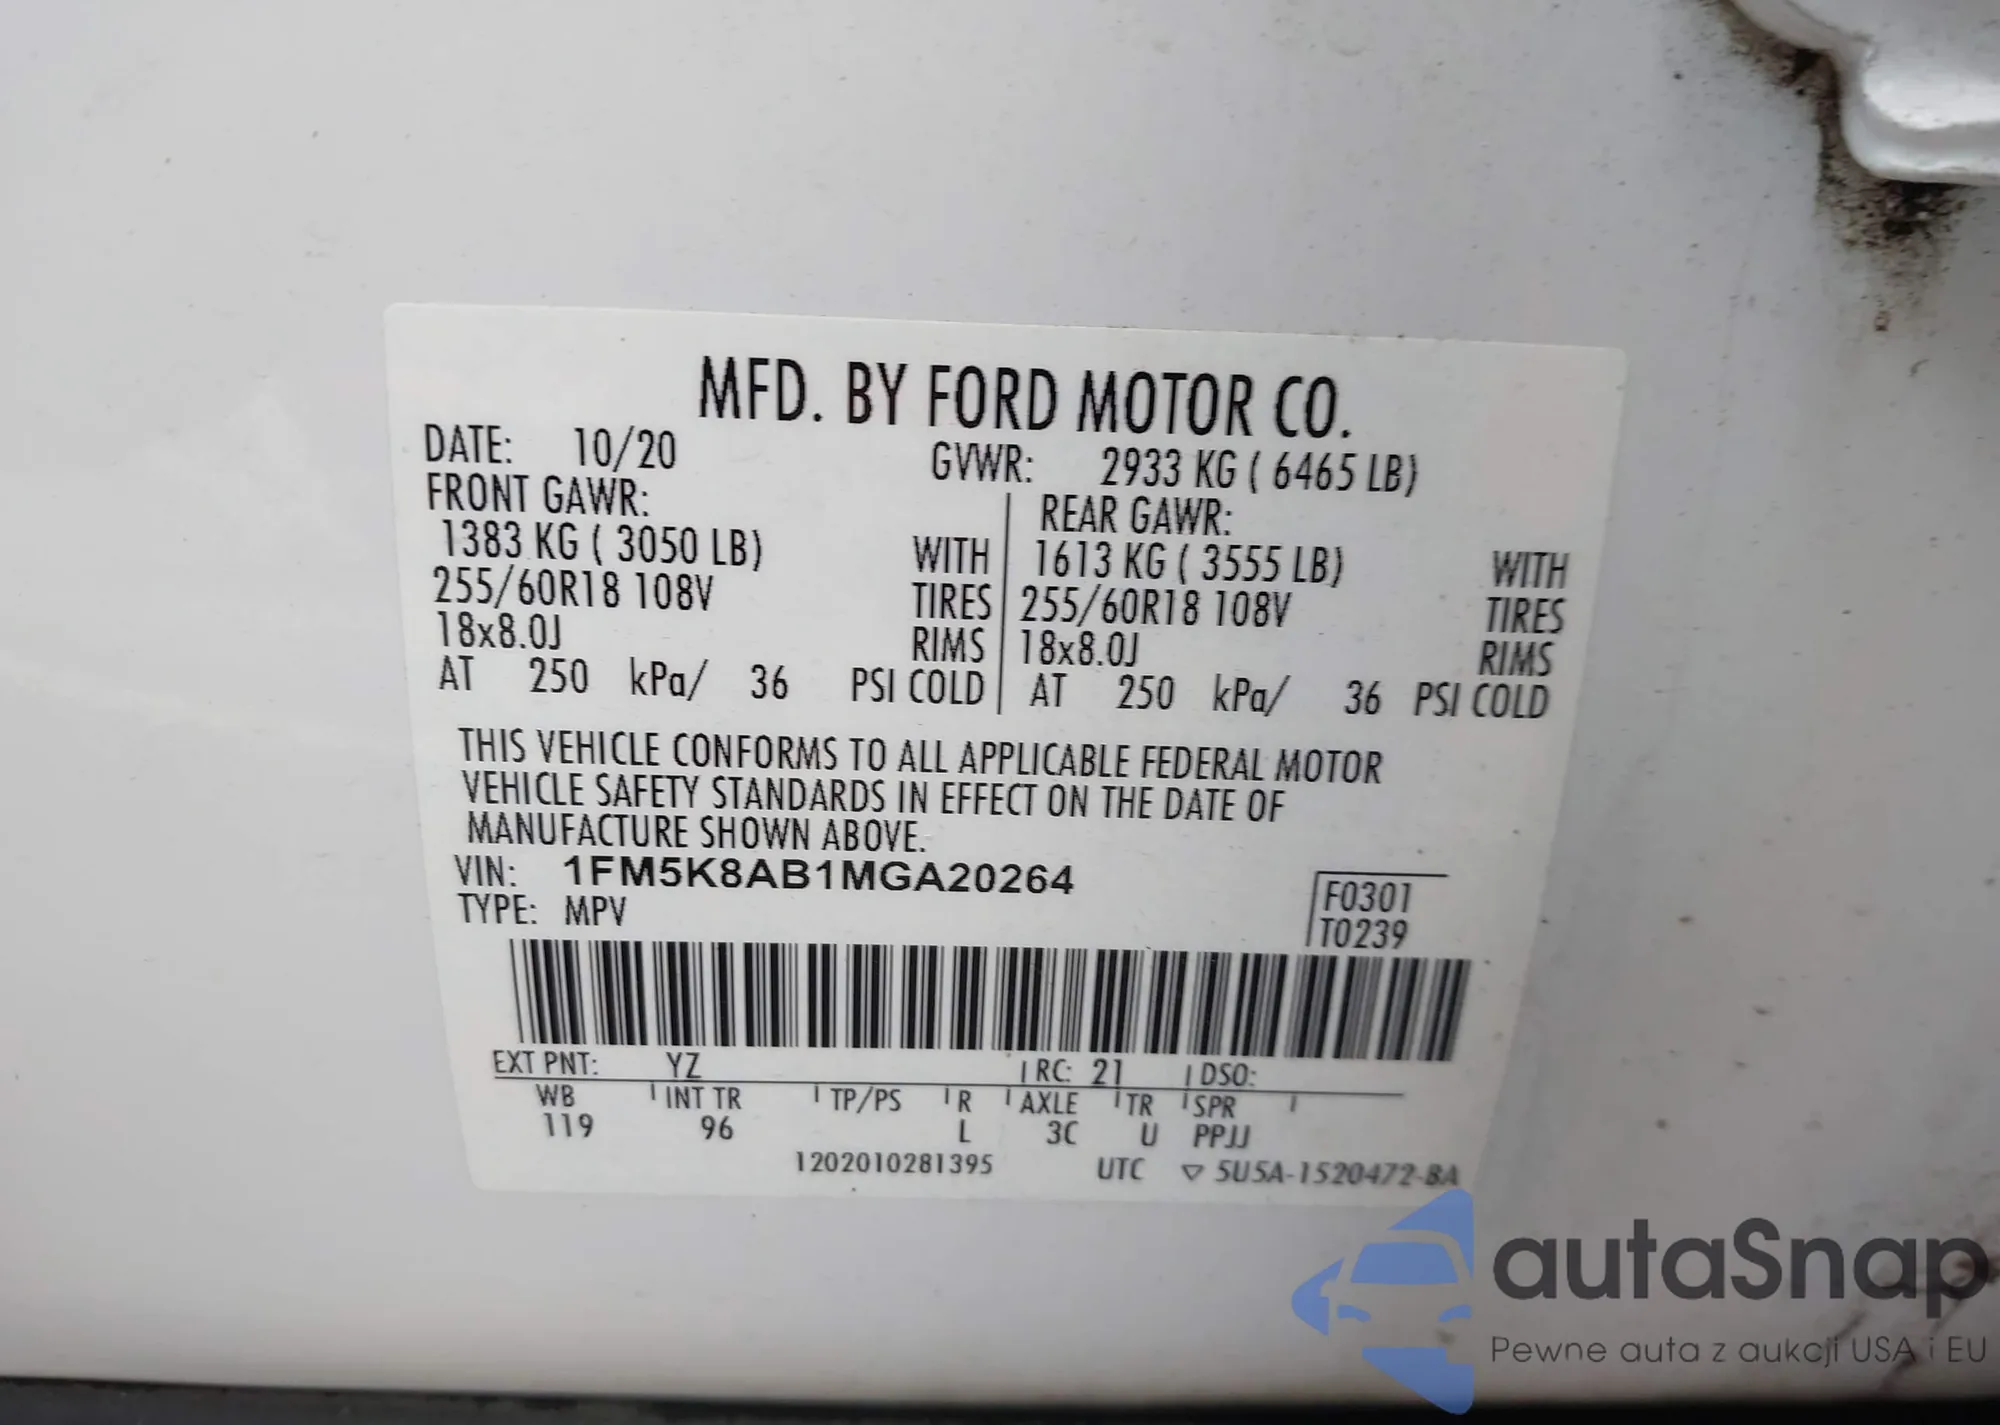 MFD. BY FORD MOTOR CO.
DATE: 10/20 GVWR: 2933 KG ( 6465 LB)
FRONT GAWR: REAR GAWR:
1383 KG ( 3050 LB) WITH 1613 KG ( 3555 LB) WITH
255/60R18 108V TIRES 255/60R18 108V TIRES
18x8.0J RIMS 18x8.0J RIMS
AT 250 kPa/ 36 PSI COLD AT 250 kPa/ 36 PSI COLD
THIS VEHICLE CONFORMS TO ALL APPLICABLE FEDERAL MOTOR
VEHICLE SAFETY STANDARDS IN EFFECT ON THE DATE OF
MANUFACTURE SHOWN ABOVE.
VIN: 1FM5K8AB1MGA20264
TYPE: MPV
F0301
T0239
EXT PNT: YZ RC: 21 DSO:
WB INT TR TP/PS R AXLE TR SPR
119 96 L 3C U PPJJ
1202010281395 UTC ▽ 5U5A-1520472-BA
autaSnap
Pewne auta z aukcji USA i EU